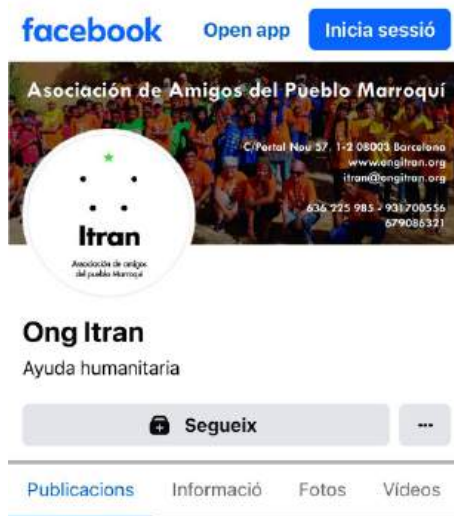 facebook
Open app
Inicia sessió
Asociación de Amigos del Pueblo Marroquí
C/Portal Nou 57, 1-2 08003 Barcelona
www.ongitran.org
itran@ongitran.org
636 225 985 - 931700556
679086321
Itran
Asociación de amigos
del pueblo Marroquí
Ong Itran
Ayuda humanitaria
Segueix
Publicacions
Informació
Fotos
Vídeos